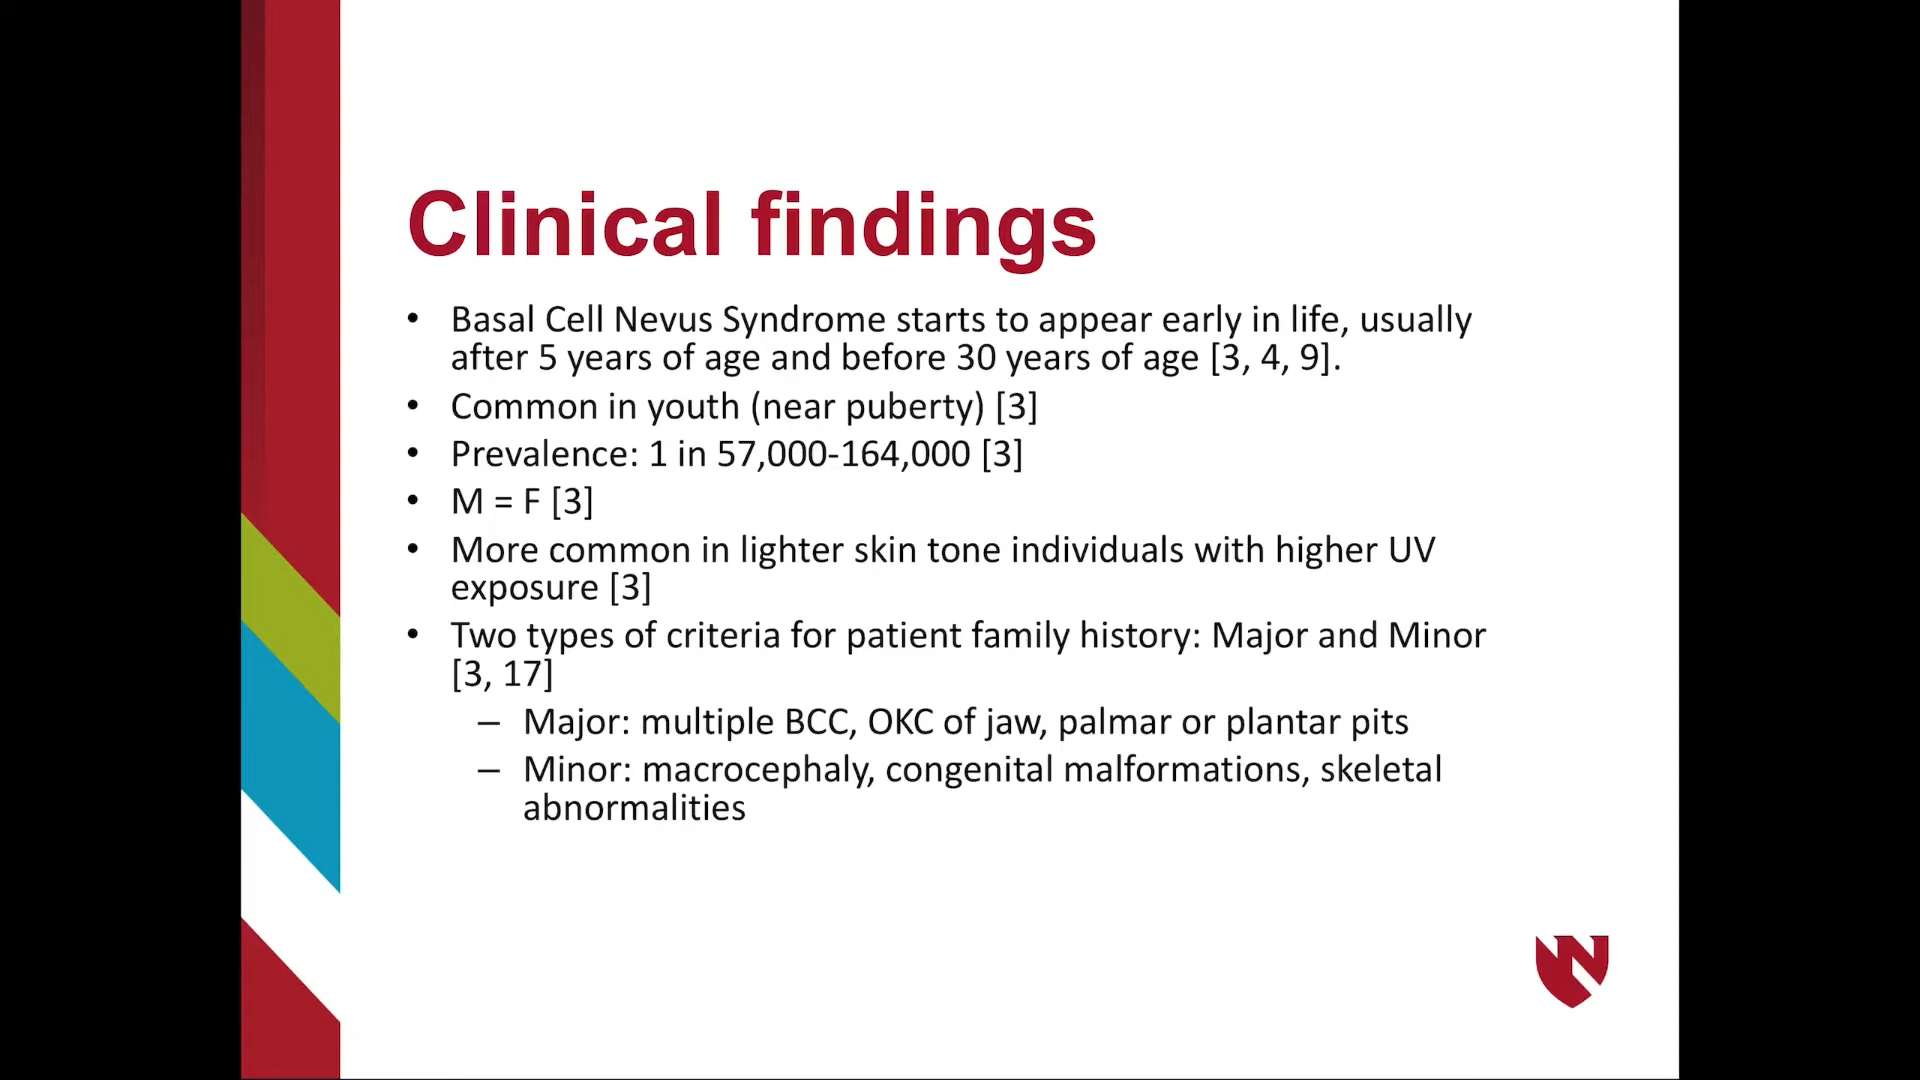 Clinical findings
• Basal Cell Nevus Syndrome starts to appear early in life, usually
after 5 years of age and before 30 years of age [3, 4, 9].
• Common in youth (near puberty) [3]
• Prevalence: 1 in 57,000-164,000 [3]
• M = F [3]
• More common in lighter skin tone individuals with higher UV
exposure [3]
• Two types of criteria for patient family history: Major and Minor
[3, 17]
– Major: multiple BCC, OKC of jaw, palmar or plantar pits
– Minor: macrocephaly, congenital malformations, skeletal
abnormalities
N